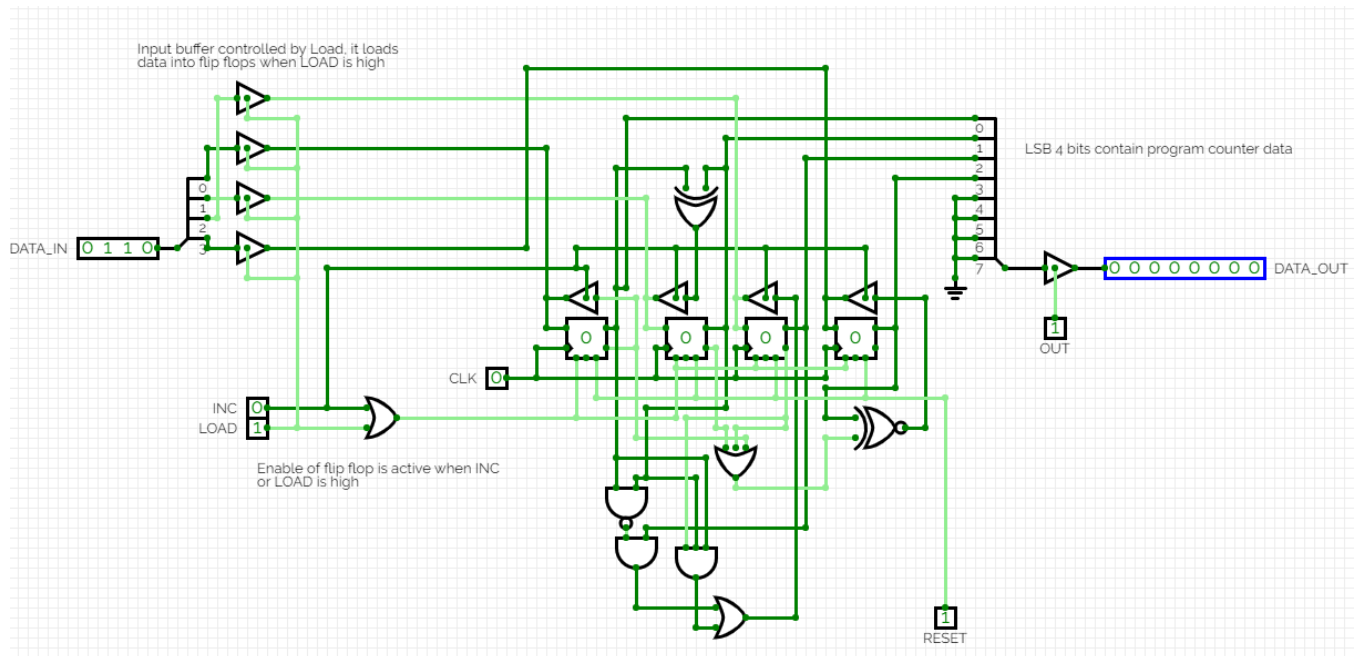 Input buffer controlled by Load, it loads
data into flip flops when LOAD is high
0
1
2
3
DATA_IN 0 1 1 0
0
1
2
3
4
5
6
7
LSB 4 bits contain program counter data
0 0 0 0 0 0 0 0 DATA_OUT
1
OUT
0
0
0
0
CLK 0
INC 0
LOAD 1
Enable of flip flop is active when INC
or LOAD is high
1
RESET